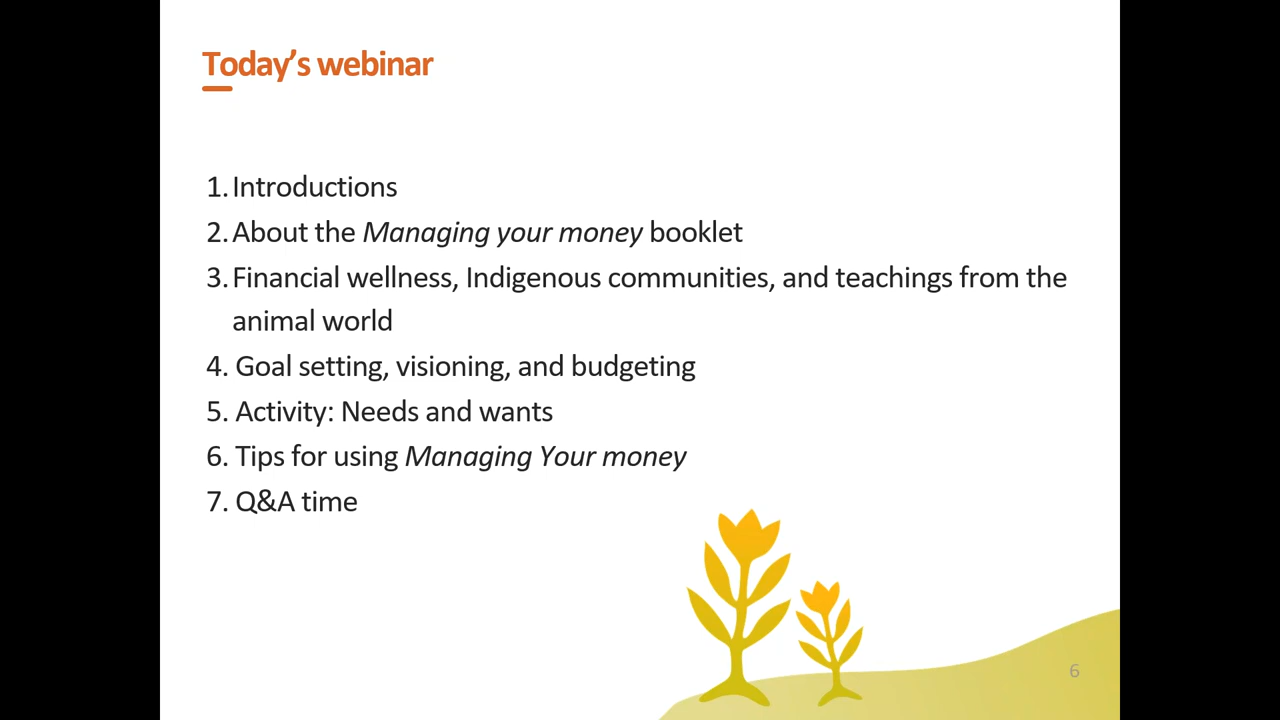 Today’s webinar
1. Introductions
2. About the Managing your money booklet
3. Financial wellness, Indigenous communities, and teachings from the
animal world
4. Goal setting, visioning, and budgeting
5. Activity: Needs and wants
6. Tips for using Managing Your money
7. Q&A time
6